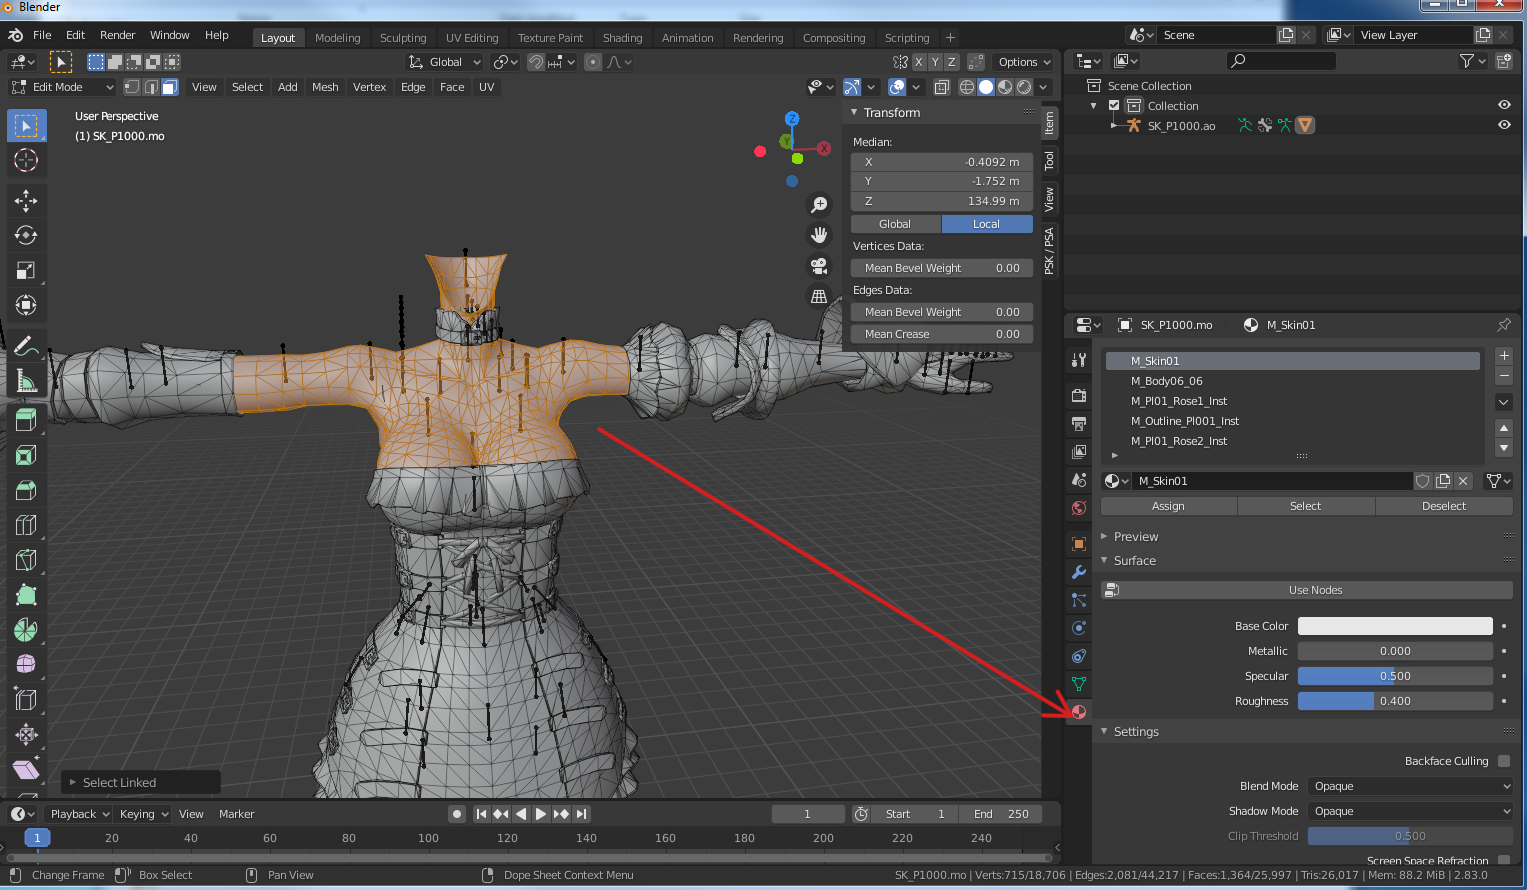 Blender
File Edit Render Window Help Layout Modeling Sculpting UV Editing Texture Paint Shading Animation Rendering Compositing Scripting + Scene View Layer
Global X Y Z Options
Edit Mode View Select Add Mesh Vertex Edge Face UV
User Perspective
(1) SK_P1000.mo
Z
Y
X
Transform
Median:
X -0.4092 m
Y -1.752 m
Z 134.99 m
Global Local
Vertices Data:
Mean Bevel Weight 0.00
Edges Data:
Mean Bevel Weight 0.00
Mean Crease 0.00
Item
Tool
View
PSK / PSA
Select Linked
Scene Collection
Collection
SK_P1000.ao
SK_P1000.mo M_Skin01
M_Skin01
M_Body06_06
M_Pl01_Rose1_Inst
M_Outline_Pl001_Inst
M_Pl01_Rose2_Inst
M_Skin01
Assign Select Deselect
Preview
Surface
Use Nodes
Base Color
Metallic 0.000
Specular 0.500
Roughness 0.400
Settings
Backface Culling
Blend Mode Opaque
Shadow Mode Opaque
Clip Threshold 0.500
Screen Space Refraction
Playback Keying View Marker 1 Start 1 End 250
1 20 40 60 80 100 120 140 160 180 200 220 240
Change Frame Box Select Pan View Dope Sheet Context Menu SK_P1000.mo | Verts:715/18,706 | Edges:2,081/44,217 | Faces:1,364/25,997 | Tris:26,017 | Mem: 88.2 MiB | 2.83.0